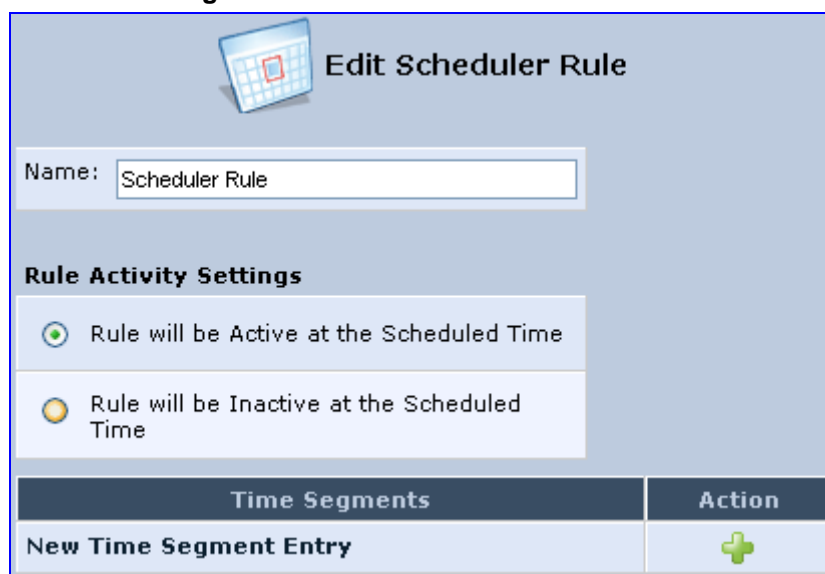 Edit Scheduler Rule
Name: Scheduler Rule
Rule Activity Settings
Rule will be Active at the Scheduled Time
Rule will be Inactive at the Scheduled
Time
Time Segments Action
New Time Segment Entry